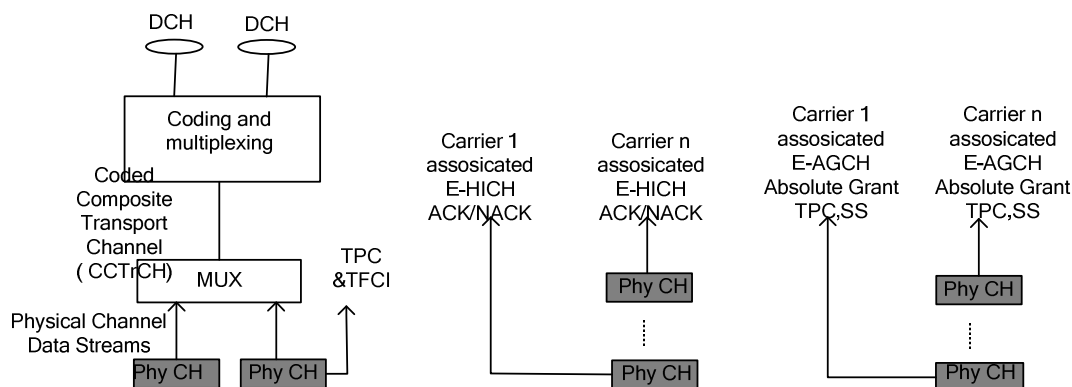 DCH
DCH
Coding and
multiplexing
Coded
Composite
Transport
Channel
( CCTrCH)
MUX
TPC
&TFCI
Physical Channel
Data Streams
Phy CH
Phy CH
Carrier 1
assosicated
E-HICH
ACK/NACK
Carrier n
assosicated
E-HICH
ACK/NACK
Phy CH
Phy CH
Carrier 1
assosicated
E-AGCH
Absolute Grant
TPC,SS
Carrier n
assosicated
E-AGCH
Absolute Grant
TPC,SS
Phy CH
Phy CH